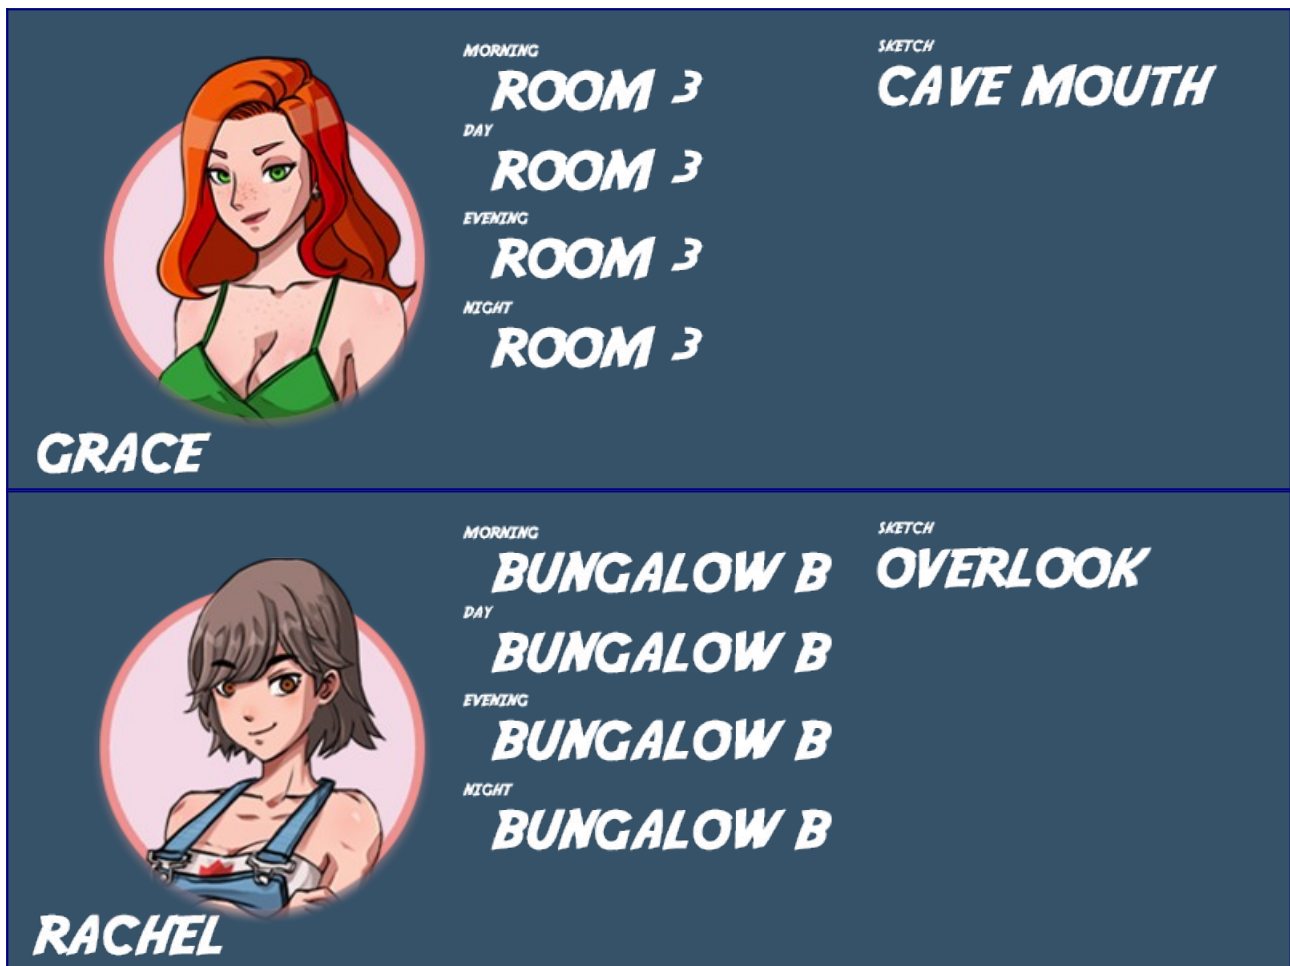 MORNING
ROOM 3
DAY
ROOM 3
EVENING
ROOM 3
NIGHT
ROOM 3
SKETCH
CAVE MOUTH
GRACE
MORNING
BUNGALOW B
DAY
BUNGALOW B
EVENING
BUNGALOW B
NIGHT
BUNGALOW B
SKETCH
OVERLOOK
RACHEL